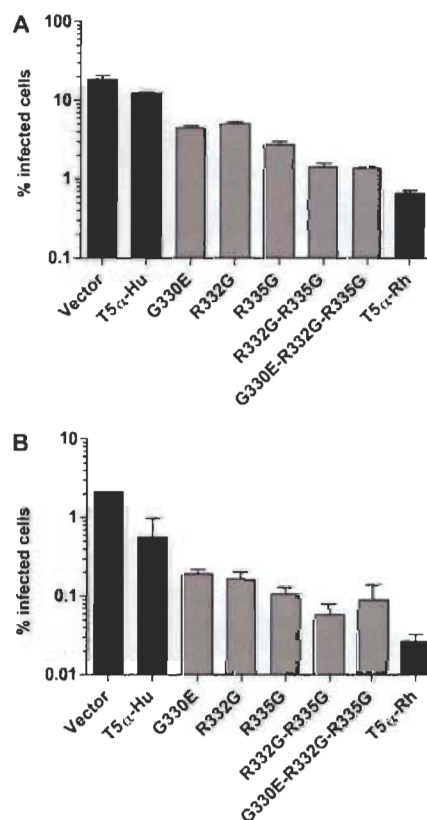 A
% infected cells
100
10
1
0.1
Vector
T5α-Hu
G330E
R332G
R335G
R332G-R335G
G330E-R332G-R335G
T5α-Rh
B
% infected cells
10
1
0.1
0.01
Vector
T5α-Hu
G330E
R332G
R335G
R332G-R335G
G330E-R332G-R335G
T5α-Rh